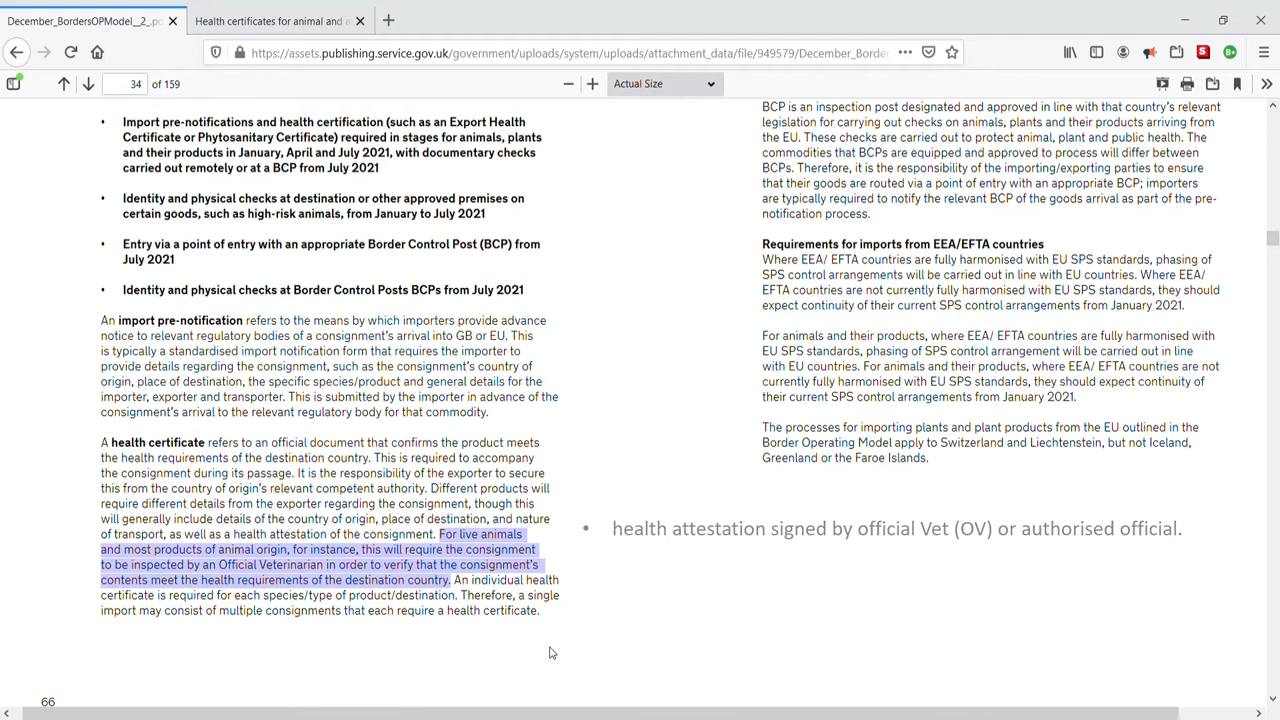 December_BordersOPModel__2_.pdf
Health certificates for animal and a
https://assets.publishing.service.gov.uk/government/uploads/system/uploads/attachment_data/file/949579/December_Border
34 of 159
Actual Size
• Import pre-notifications and health certification (such as an Export Health
Certificate or Phytosanitary Certificate) required in stages for animals, plants
and their products in January, April and July 2021, with documentary checks
carried out remotely or at a BCP from July 2021
• Identity and physical checks at destination or other approved premises on
certain goods, such as high-risk animals, from January to July 2021
• Entry via a point of entry with an appropriate Border Control Post (BCP) from
July 2021
• Identity and physical checks at Border Control Posts BCPs from July 2021
An import pre-notification refers to the means by which importers provide advance
notice to relevant regulatory bodies of a consignment's arrival into GB or EU. This
is typically a standardised import notification form that requires the importer to
provide details regarding the consignment, such as the consignment's country of
origin, place of destination, the specific species/product and general details for the
importer, exporter and transporter. This is submitted by the importer in advance of the
consignment's arrival to the relevant regulatory body for that commodity.
A health certificate refers to an official document that confirms the product meets
the health requirements of the destination country. This is required to accompany
the consignment during its passage. It is the responsibility of the exporter to secure
this from the country of origin's relevant competent authority. Different products will
require different details from the exporter regarding the consignment, though this
will generally include details of the country of origin, place of destination, and nature
of transport, as well as a health attestation of the consignment. For live animals
and most products of animal origin, for instance, this will require the consignment
to be inspected by an Official Veterinarian in order to verify that the consignment's
contents meet the health requirements of the destination country. An individual health
certificate is required for each species/type of product/destination. Therefore, a single
import may consist of multiple consignments that each require a health certificate.
66
BCP is an inspection post designated and approved in line with that country's relevant
legislation for carrying out checks on animals, plants and their products arriving from
the EU. These checks are carried out to protect animal, plant and public health. The
commodities that BCPs are equipped and approved to process will differ between
BCPs. Therefore, it is the responsibility of the importing/exporting parties to ensure
that their goods are routed via a point of entry with an appropriate BCP; importers
are typically required to notify the relevant BCP of the goods arrival as part of the pre-
notification process.
Requirements for imports from EEA/EFTA countries
Where EEA/ EFTA countries are fully harmonised with EU SPS standards, phasing of
SPS control arrangements will be carried out in line with EU countries. Where EEA/
EFTA countries are not currently fully harmonised with EU SPS standards, they should
expect continuity of their current SPS control arrangements from January 2021.
For animals and their products, where EEA/ EFTA countries are fully harmonised with
EU SPS standards, phasing of SPS control arrangement will be carried out in line
with EU countries. For animals and their products, where EEA/ EFTA countries are not
currently fully harmonised with EU SPS standards, they should expect continuity of
their current SPS control arrangements from January 2021.
The processes for importing plants and plant products from the EU outlined in the
Border Operating Model apply to Switzerland and Liechtenstein, but not Iceland,
Greenland or the Faroe Islands.
• health attestation signed by official Vet (OV) or authorised official.